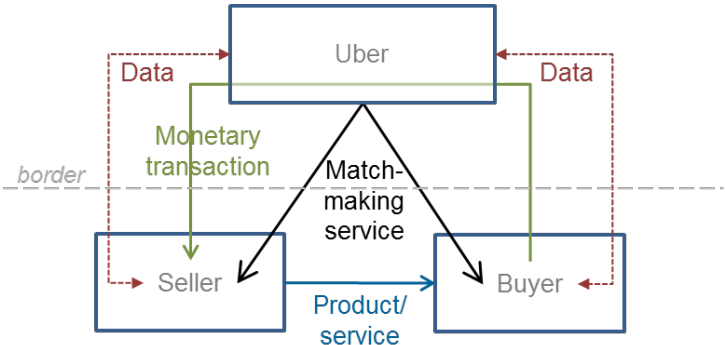 Uber
Data
Data
Monetary
transaction
border
Match-
making
service
Seller
Buyer
Product/
service